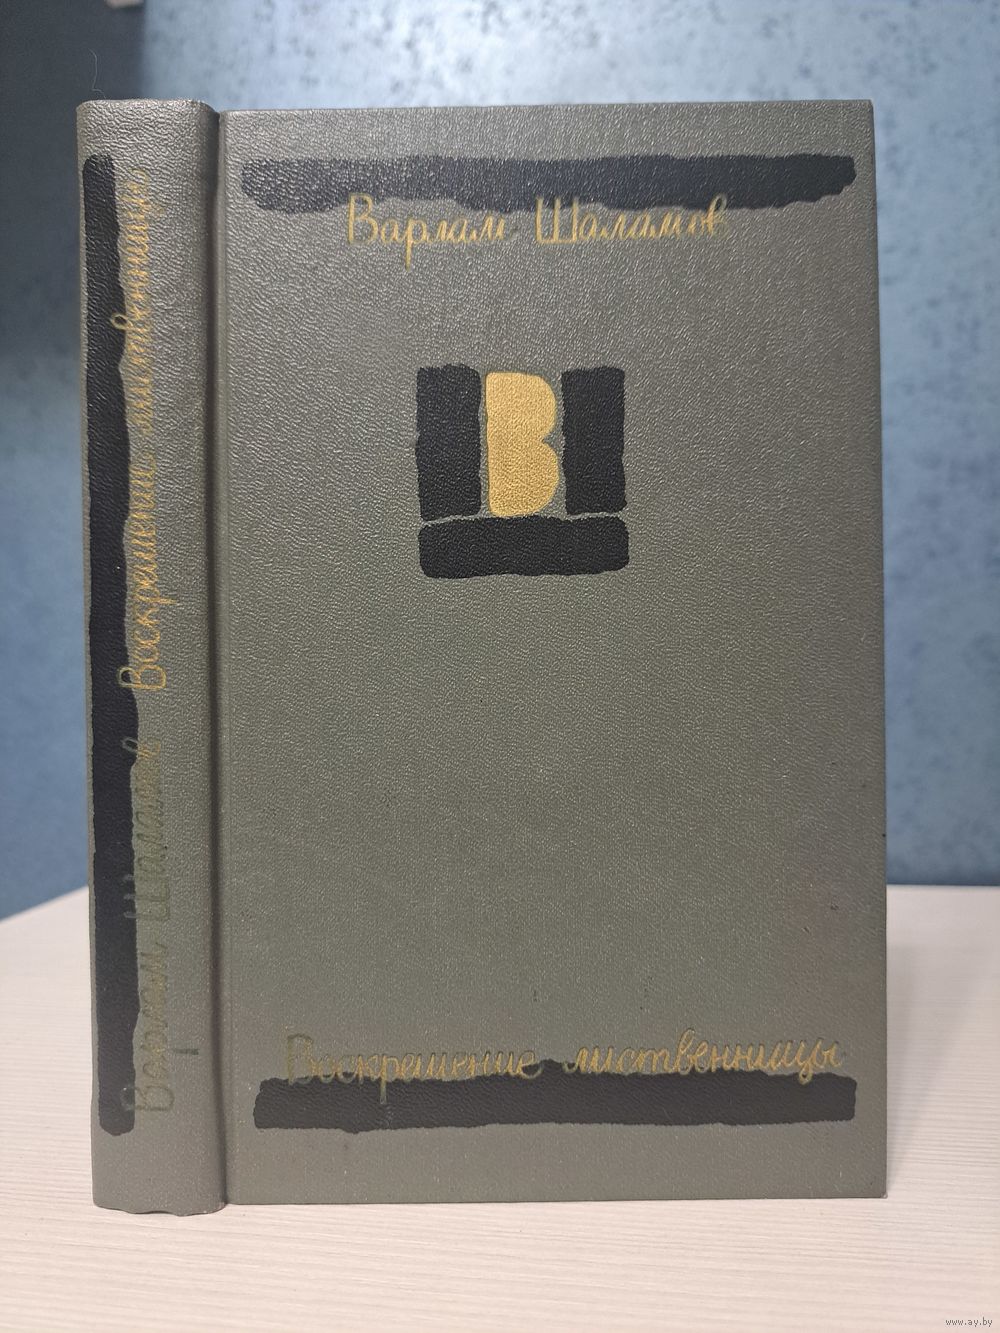 Варлам Шаламов
В
Воскрешение лиственницы
Варлам Шаламов Воскрешение лиственницы
www.ay.by